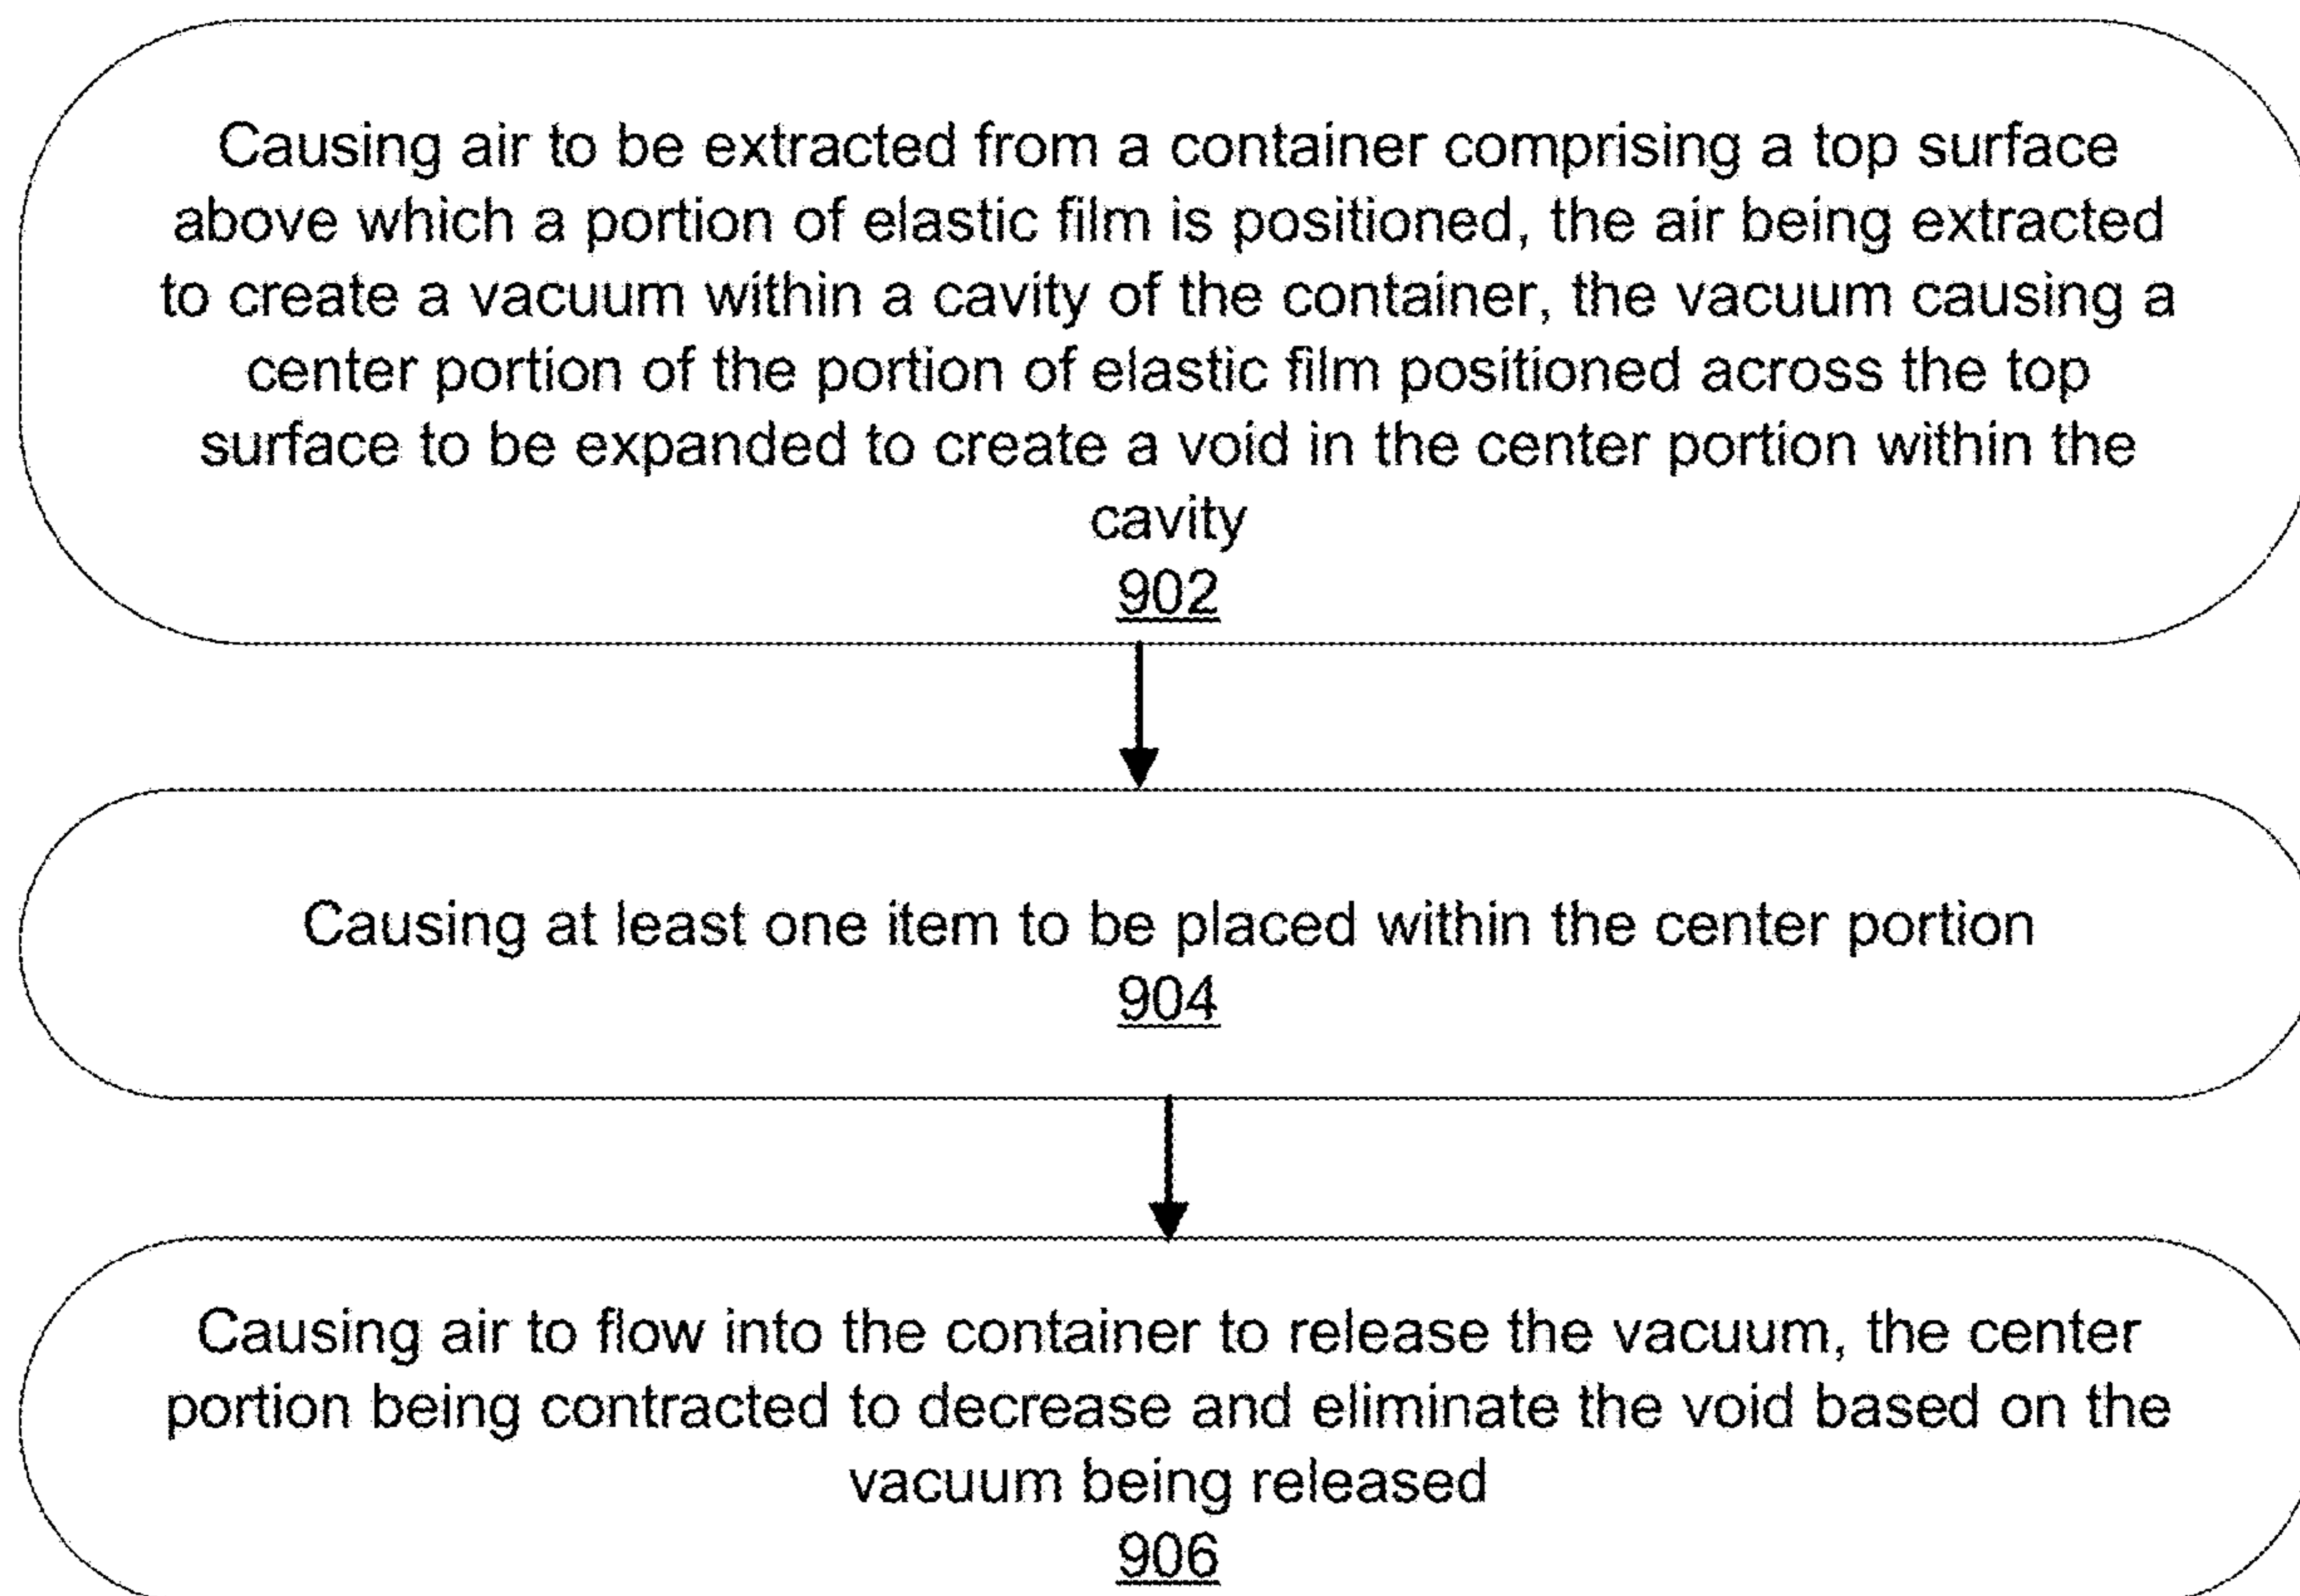 Causing air to be extracted from a container comprising a top surface
above which a portion of elastic film is positioned, the air being extracted
to create a vacuum within a cavity of the container, the vacuum causing a
center portion of the portion of elastic film positioned across the top
surface to be expanded to create a void in the center portion within the
cavity
902
Causing at least one item to be placed within the center portion
904
Causing air to flow into the container to release the vacuum, the center
portion being contracted to decrease and eliminate the void based on the
vacuum being released
906